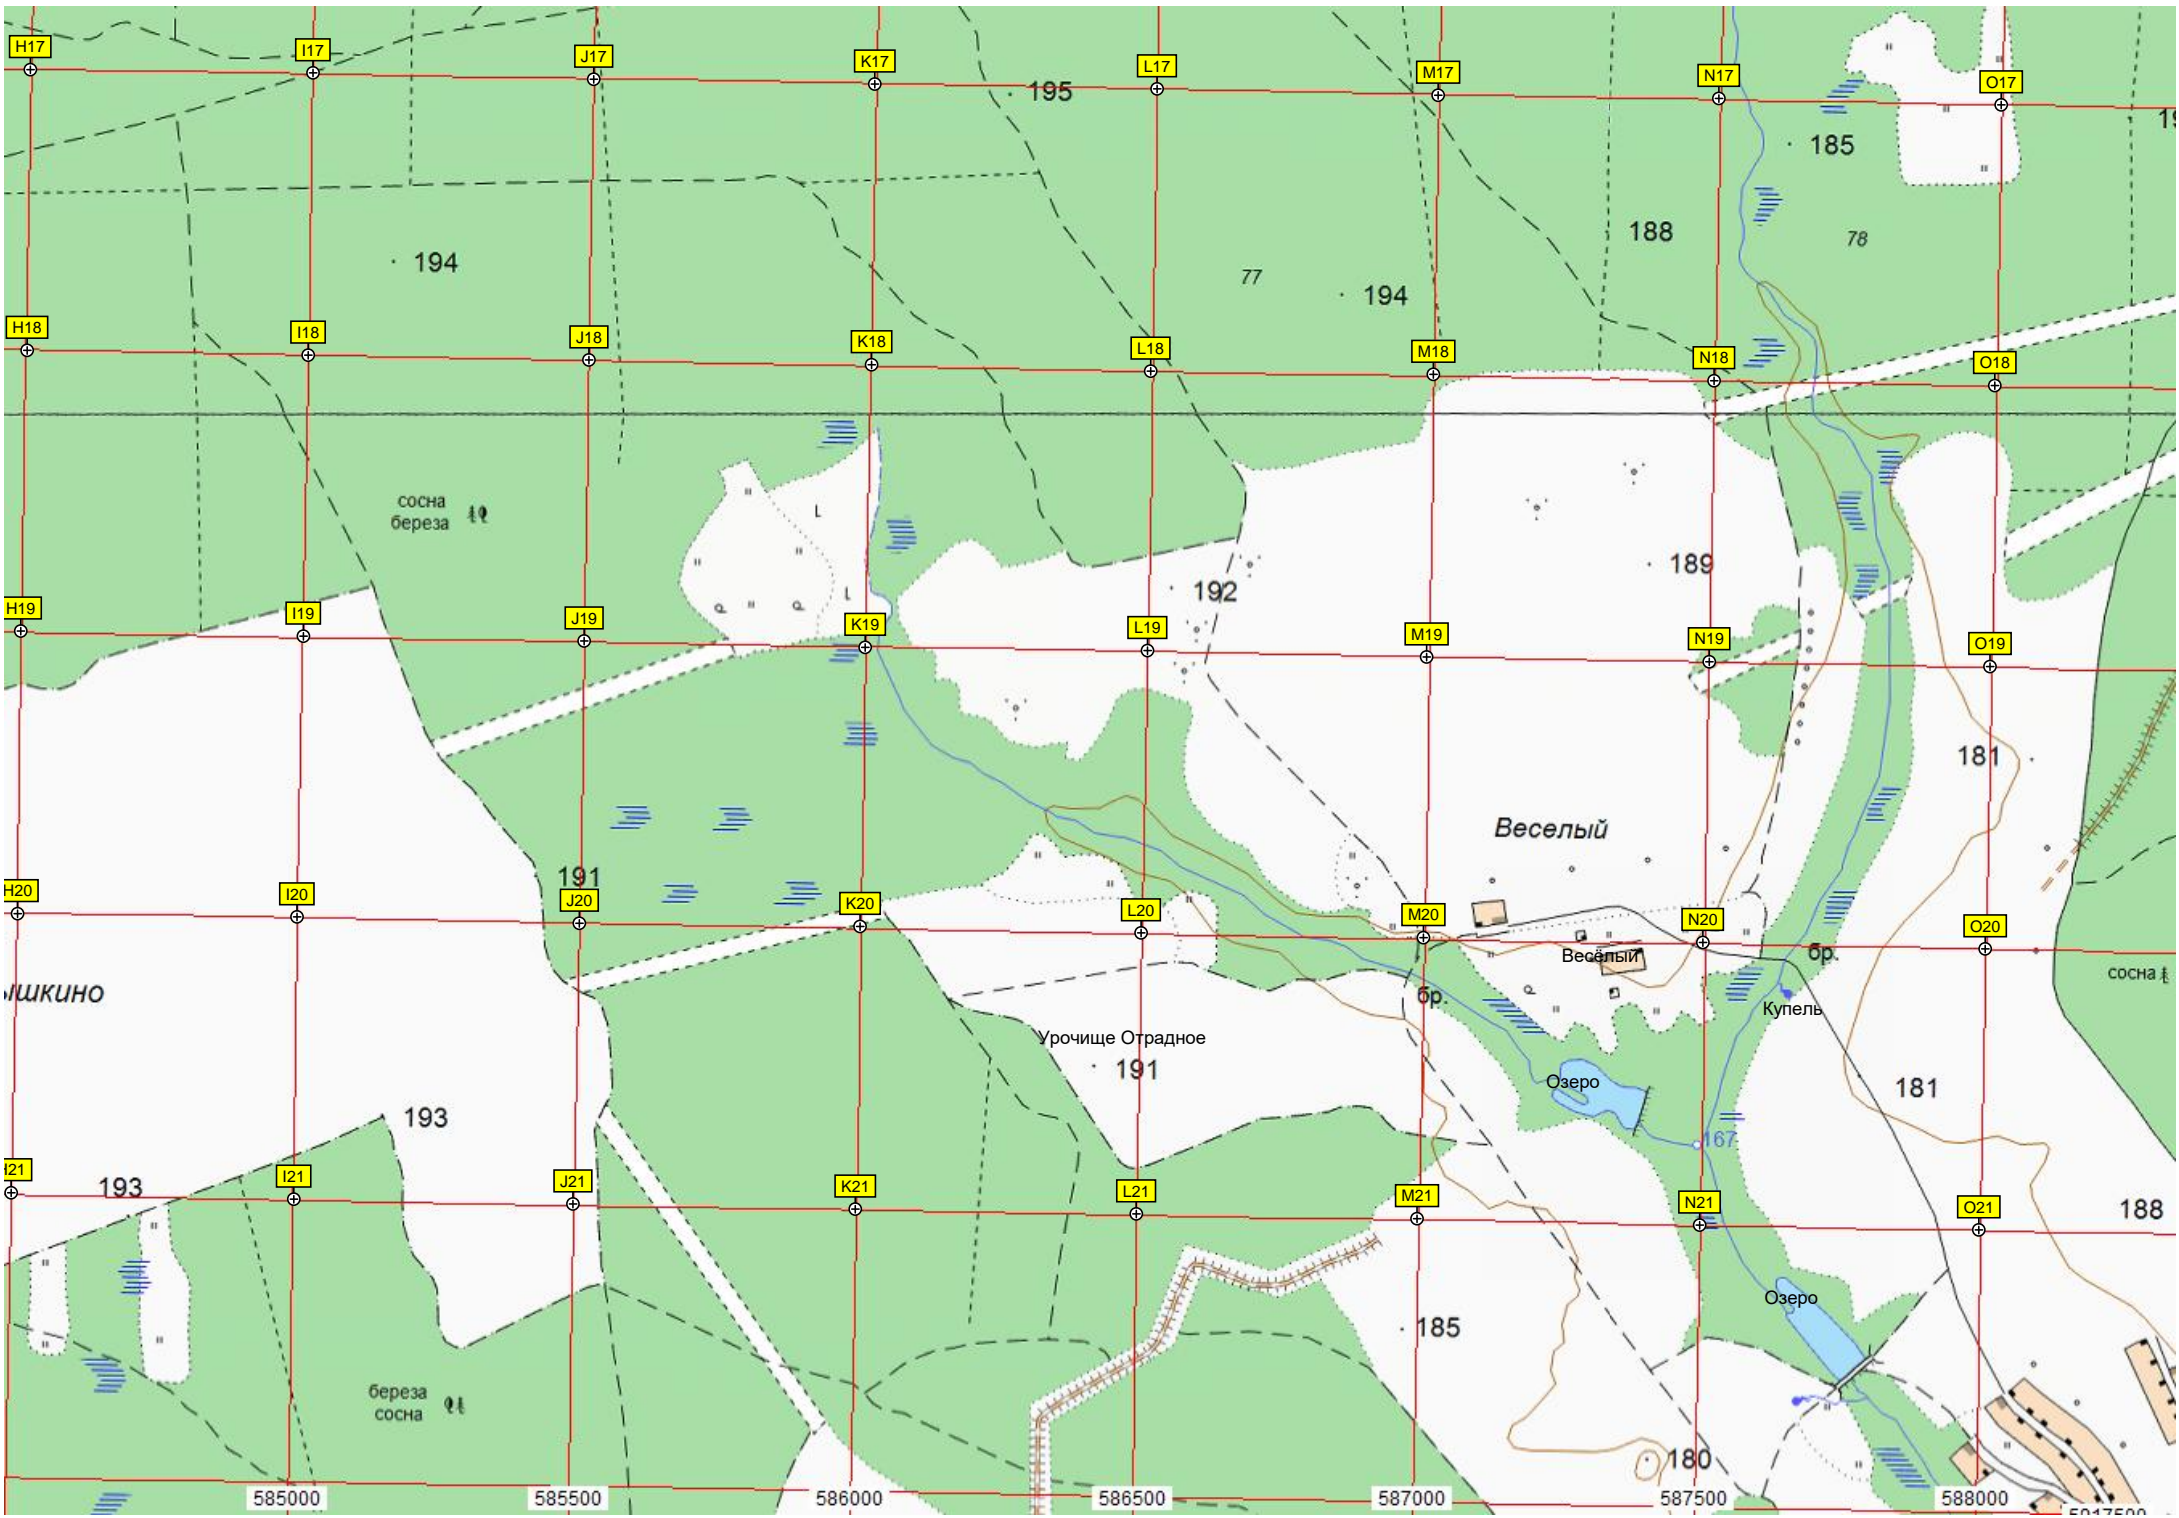 H17
I17
J17
K17
L17
M17
N17
O17
195
185
188
78
194
77
194
H18
I18
J18
K18
L18
M18
N18
O18
сосна
береза
189
192
H19
I19
J19
K19
L19
M19
N19
O19
181
Веселый
191
H20
I20
J20
K20
L20
M20
N20
O20
Весёлый
бр.
сосна
ышкино
бр.
Купель
Урочище Отрадное
191
Озеро
181
193
167
193
I21
J21
K21
L21
M21
N21
O21
188
Озеро
185
береза
сосна
180
585000
585500
586000
586500
587000
587500
588000